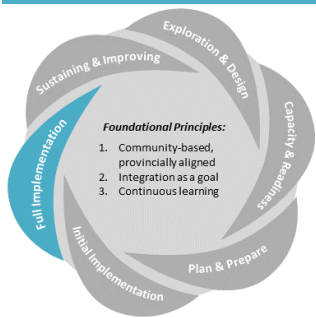 Exploration & Design
Capacity & Readiness
Plan & Prepare
Initial Implementation
Full Implementation
Sustaining & Improving
Foundational Principles:
1. Community-based,
provincially aligned
2. Integration as a goal
3. Continuous learning